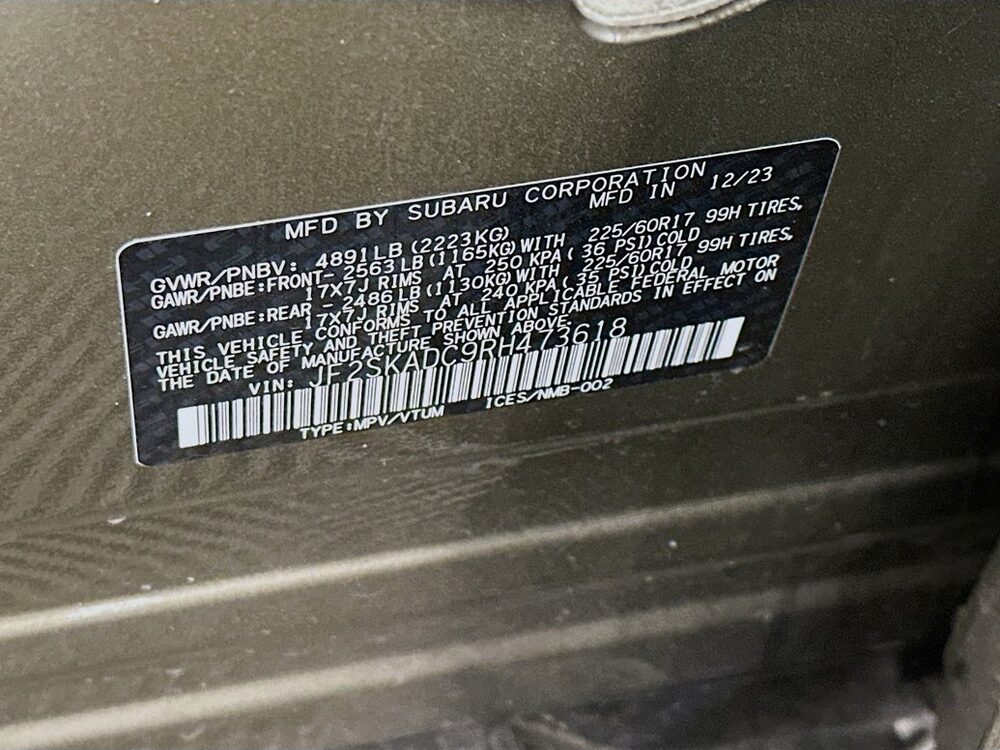 MFD BY SUBARU CORPORATION
MFD IN 12/23
GVWR/PNBV: 4891LB(2223KG)
GAWR/PNBE:FRONT- 2563LB(1165KG)WITH 225/60R17 99H TIRES,
17X7J RIMS AT 250 KPA( 36 PSI)COLD
GAWR/PNBE:REAR - 2486LB(1130KG)WITH 225/60R17 99H TIRES,
17X7J RIMS AT 240 KPA( 35 PSI)COLD
THIS VEHICLE CONFORMS TO ALL APPLICABLE FEDERAL MOTOR
VEHICLE SAFETY AND THEFT PREVENTION STANDARDS IN EFFECT ON
THE DATE OF MANUFACTURE SHOWN ABOVE
VIN: JF2SKADC9RH473618
TYPE:MPV/VTUM ICES/NMB-002